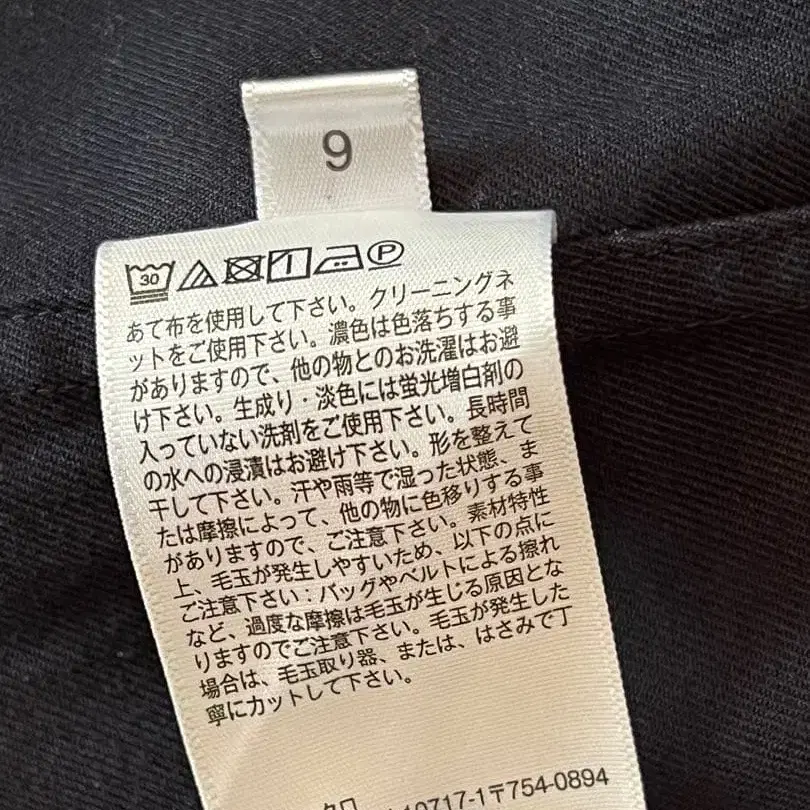 9
30 P
あて布を使用して下さい。クリーニングネ
ットをご使用下さい。濃色は色落ちする事
がありますので、他の物とのお洗濯はお避
け下さい。生成り・淡色には蛍光増白剤の
入っていない洗剤をご使用下さい。長時間
の水への浸漬はお避け下さい。形を整えて
干して下さい。汗や雨等で湿った状態、ま
たは摩擦によって、他の物に色移りする事
がありますので、ご注意下さい。素材特性
上、毛玉が発生しやすいため、以下の点に
ご注意下さい：バッグやベルトによる擦れ
など、過度な摩擦は毛玉が生じる原因とな
りますのでご注意下さい。毛玉が発生した
場合は、毛玉取り器、または、はさみで丁
寧にカットして下さい。
10717-1〒754-0894